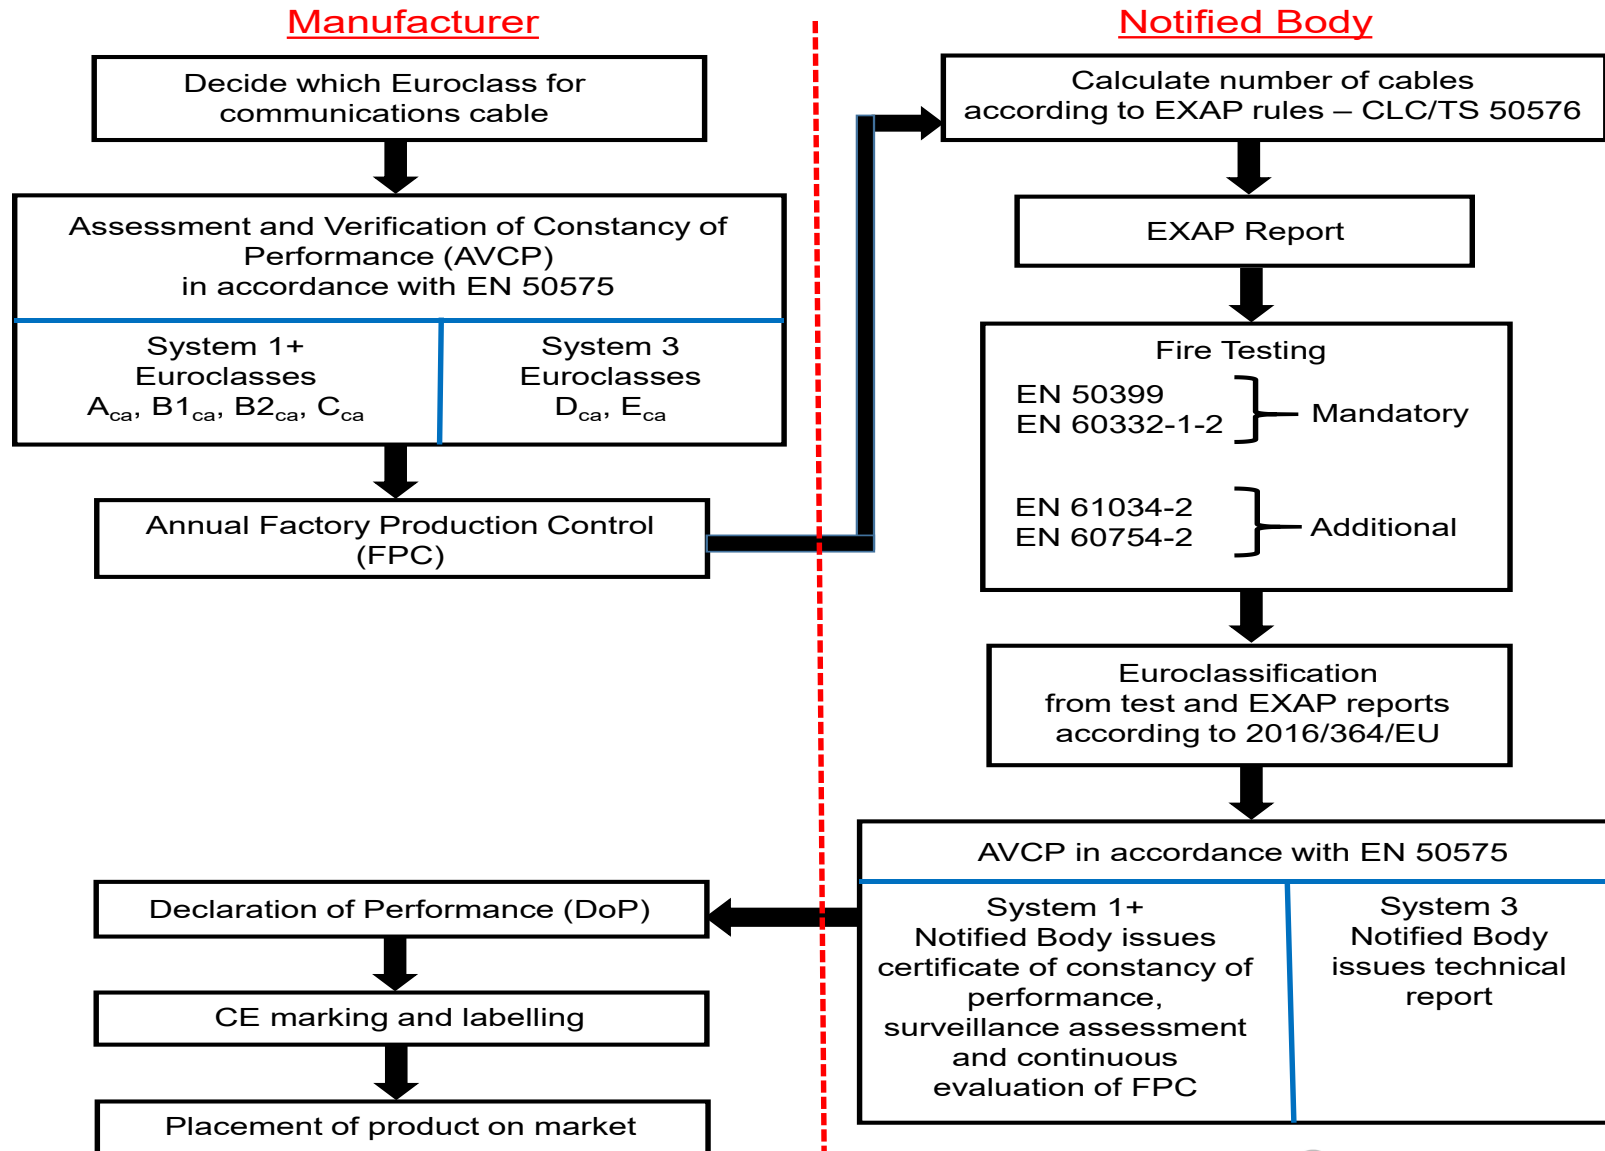 Manufacturer
Decide which Euroclass for
communications cable
Assessment and Verification of Constancy of
Performance (AVCP)
in accordance with EN 50575
System 1+
Euroclasses
Aca, B1ca, B2ca, Cca
System 3
Euroclasses
Dca, Eca
Annual Factory Production Control
(FPC)
Notified Body
Calculate number of cables
according to EXAP rules – CLC/TS 50576
EXAP Report
Fire Testing
EN 50399
EN 60332-1-2
Mandatory
EN 61034-2
EN 60754-2
Additional
Euroclassification
from test and EXAP reports
according to 2016/364/EU
AVCP in accordance with EN 50575
System 1+
Notified Body issues
certificate of constancy of
performance,
surveillance assessment
and continuous
evaluation of FPC
System 3
Notified Body
issues technical
report
Declaration of Performance (DoP)
CE marking and labelling
Placement of product on market